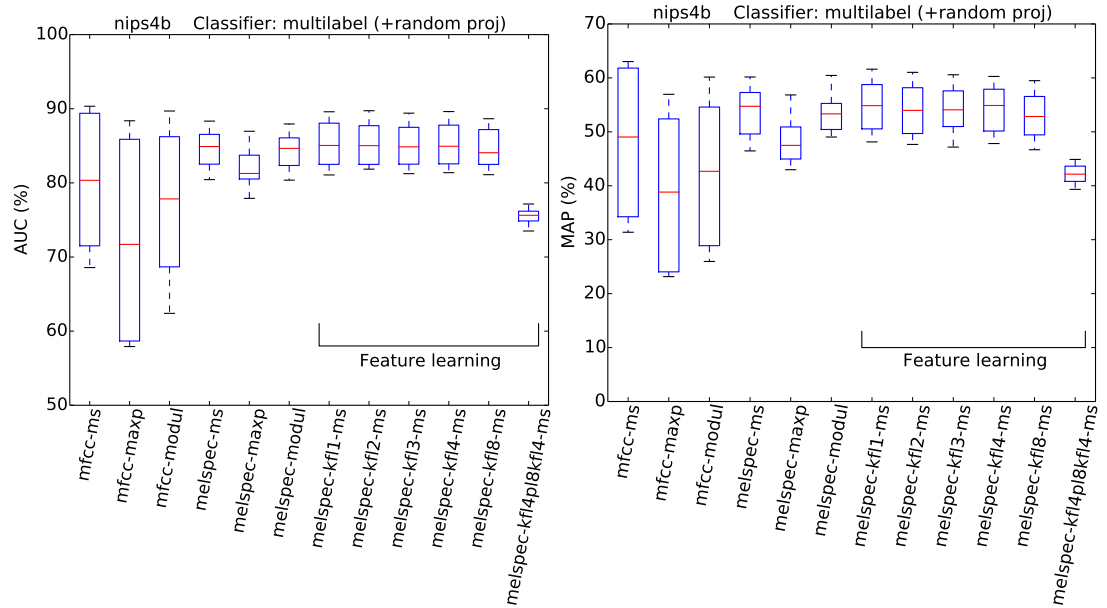 nips4b Classifier: multilabel (+random proj)
AUC (%)
100
90
80
70
60
50
Feature learning
mfcc-ms
mfcc-maxp
mfcc-modul
melspec-ms
melspec-maxp
melspec-modul
melspec-kfl1-ms
melspec-kfl2-ms
melspec-kfl3-ms
melspec-kfl4-ms
melspec-kfl8-ms
melspec-kfl4pl8kfl4-ms
nips4b Classifier: multilabel (+random proj)
MAP (%)
70
60
50
40
30
20
10
0
Feature learning
mfcc-ms
mfcc-maxp
mfcc-modul
melspec-ms
melspec-maxp
melspec-modul
melspec-kfl1-ms
melspec-kfl2-ms
melspec-kfl3-ms
melspec-kfl4-ms
melspec-kfl8-ms
melspec-kfl4pl8kfl4-ms